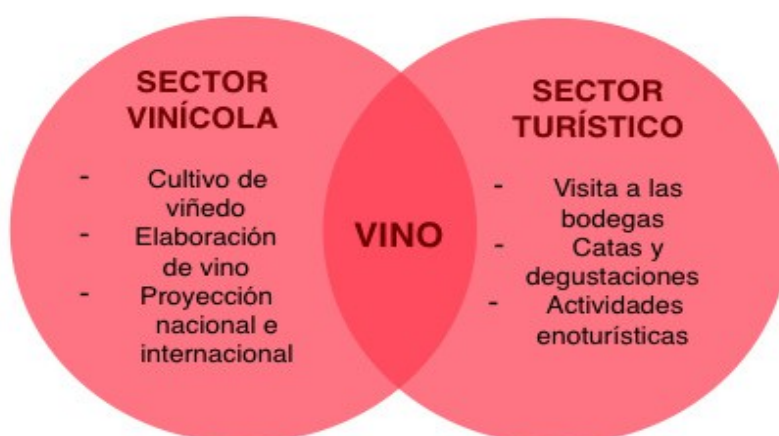 SECTOR
VINÍCOLA
- Cultivo de
viñedo
- Elaboración
de vino
- Proyección
nacional e
internacional
VINO
SECTOR
TURÍSTICO
- Visita a las
bodegas
- Catas y
degustaciones
- Actividades
enoturísticas